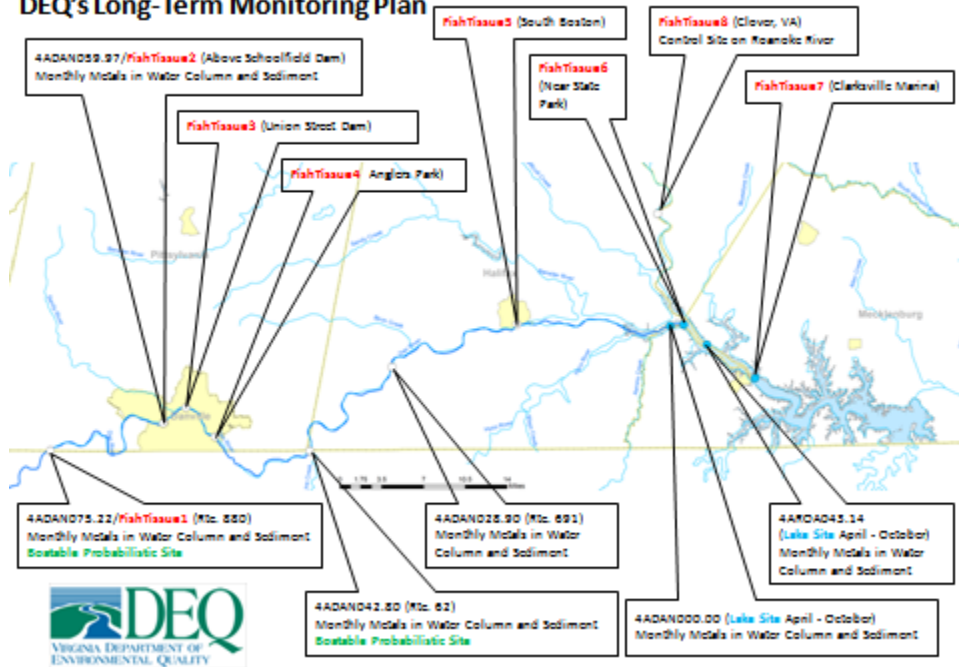 DEQ's Long-Term Monitoring Plan
4ADAN059.97/FishTissue2 (Above Schoolfield Dam)
Monthly Metals in Water Column and Sediment
FishTissue3 (Union Street Dam)
FishTissue4 Anglers Park)
FishTissue5 (South Boston)
FishTissue6
(Near State
Park)
FishTissue8 (Clover, VA)
Control Site on Roanoke River
FishTissue7 (Clarksville Marina)
Pittsylvania
Halifax
Mecklenburg
Danville
14
4ADAN075.22/FishTissue1 (Rte. 880)
Monthly Metals in Water Column and Sediment
Boatable Probabilistic Site
4ADAN042.80 (Rte. 62)
Monthly Metals in Water Column and Sediment
Boatable Probabilistic Site
4ADAN028.90 (Rte. 691)
Monthly Metals in Water
Column and Sediment
4ADAN000.00 (Lake Site April - October)
Monthly Metals in Water Column and Sediment
4AROA043.14
(Lake Site April - October)
Monthly Metals in Water
Column and Sediment
DEQ
VIRGINIA DEPARTMENT OF
ENVIRONMENTAL QUALITY